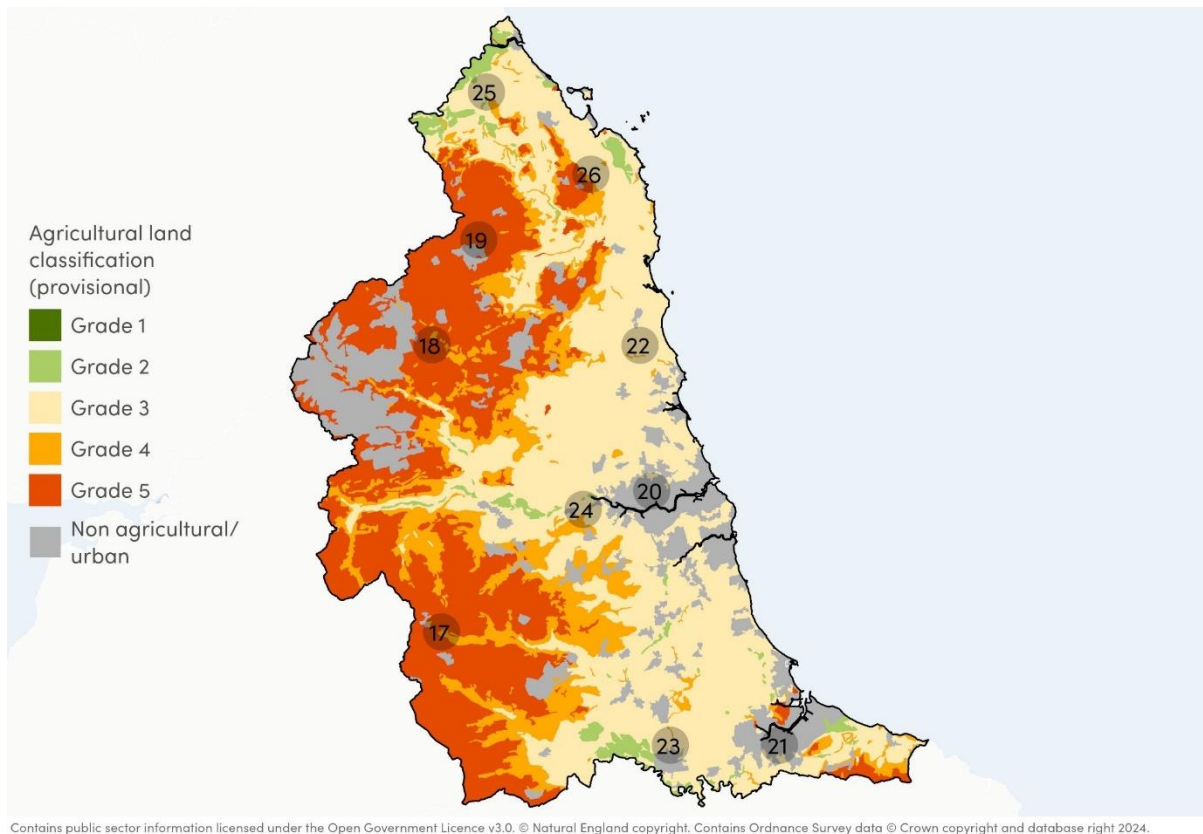 25
26
19
Agricultural land
classification
(provisional)
Grade 1
Grade 2
Grade 3
Grade 4
Grade 5
Non agricultural/
urban
18
22
20
24
17
23
21
Contains public sector information licensed under the Open Government Licence v3.0. © Natural England copyright. Contains Ordnance Survey data © Crown copyright and database right 2024.